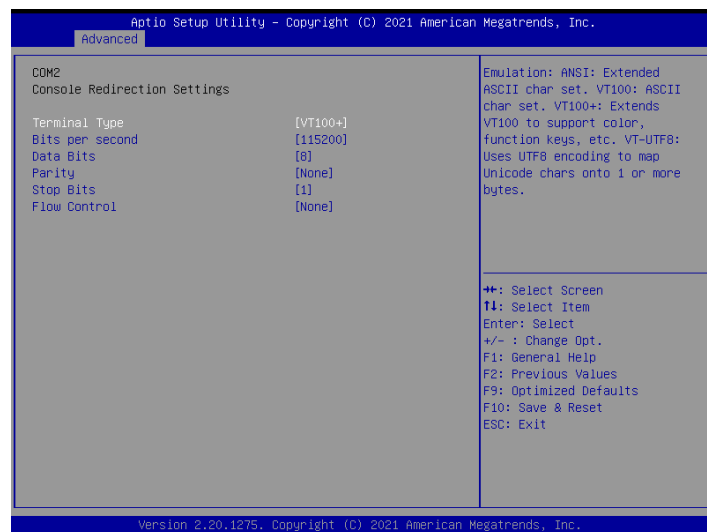 Aptio Setup Utility – Copyright (C) 2021 American Megatrends, Inc.
Advanced
COM2
Console Redirection Settings
Terminal Type [VT100+]
Bits per second [115200]
Data Bits [8]
Parity [None]
Stop Bits [1]
Flow Control [None]
Emulation: ANSI: Extended
ASCII char set. VT100: ASCII
char set. VT100+: Extends
VT100 to support color,
function keys, etc. VT-UTF8:
Uses UTF8 encoding to map
Unicode chars onto 1 or more
bytes.
→←: Select Screen
↑↓: Select Item
Enter: Select
+/- : Change Opt.
F1: General Help
F2: Previous Values
F9: Optimized Defaults
F10: Save & Reset
ESC: Exit
Version 2.20.1275. Copyright (C) 2021 American Megatrends, Inc.